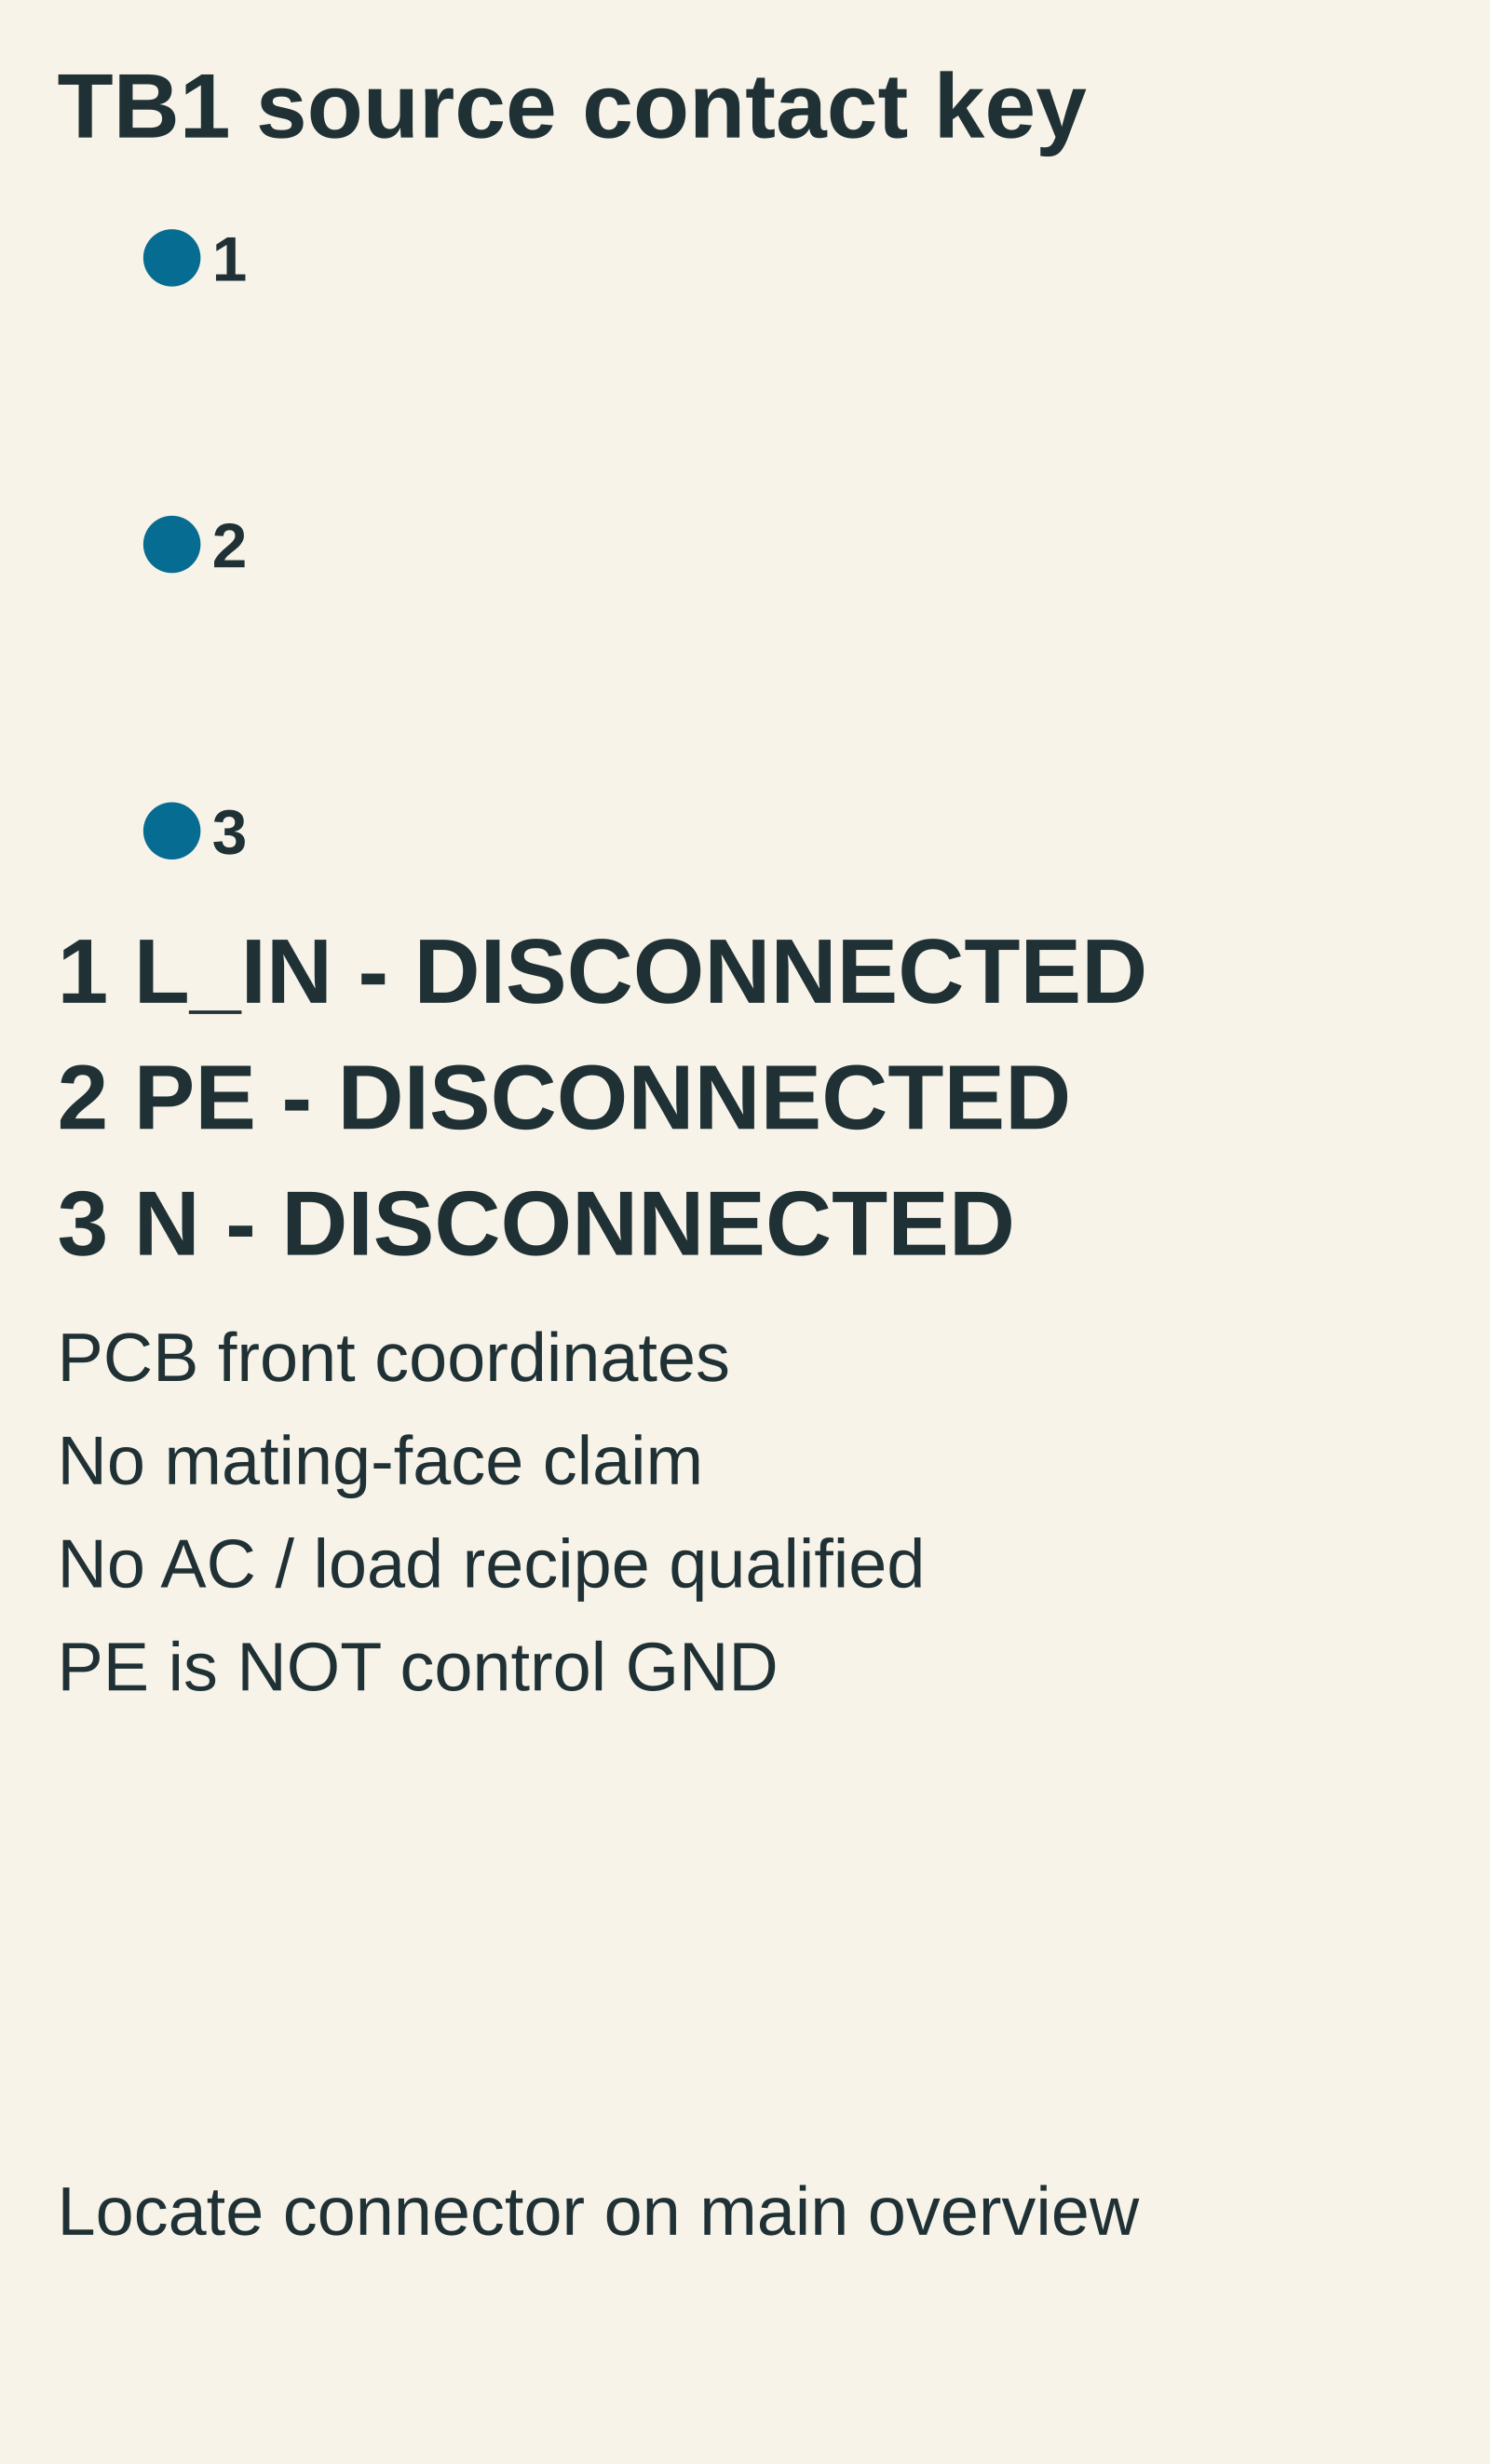 TB1 source contact key
1
2
3
1 L_IN - DISCONNECTED
2 PE - DISCONNECTED
3 N - DISCONNECTED
PCB front coordinates
No mating-face claim
No AC / load recipe qualified
PE is NOT control GND
Locate connector on main overview